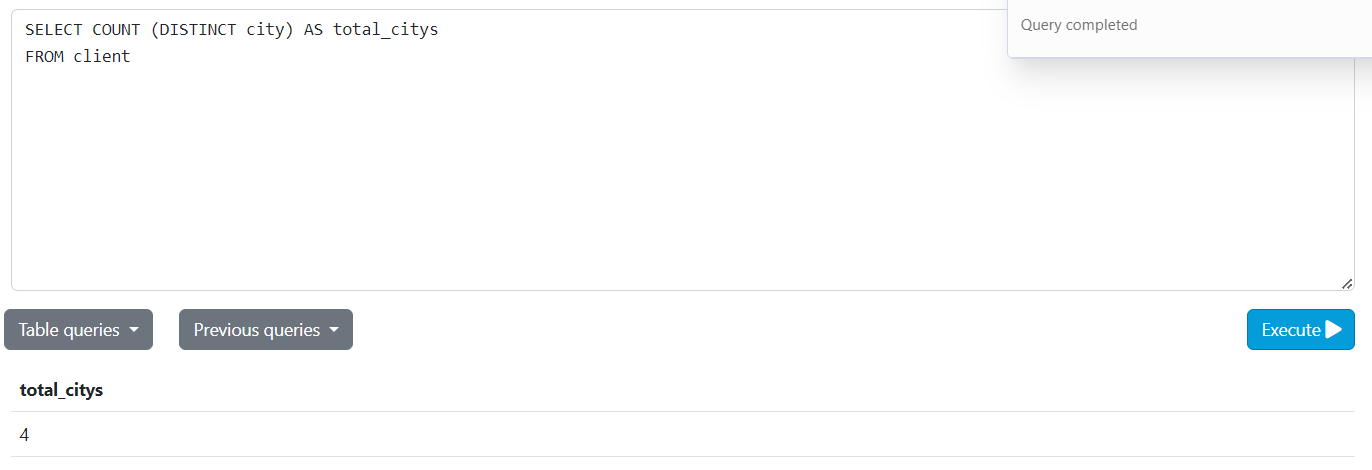 SELECT COUNT (DISTINCT city) AS total_citys
FROM client
Query completed
Table queries
Previous queries
Execute
total_citys
4